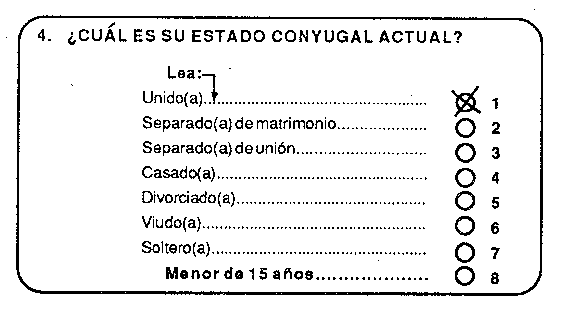 4. ¿CUÁL ES SU ESTADO CONYUGAL ACTUAL?
Lea:
Unido(a)........................................ 1
Separado(a) de matrimonio................. 2
Separado(a) de unión......................... 3
Casado(a)....................................... 4
Divorciado(a)................................... 5
Viudo(a)......................................... 6
Soltero(a)....................................... 7
Menor de 15 años.................... 8